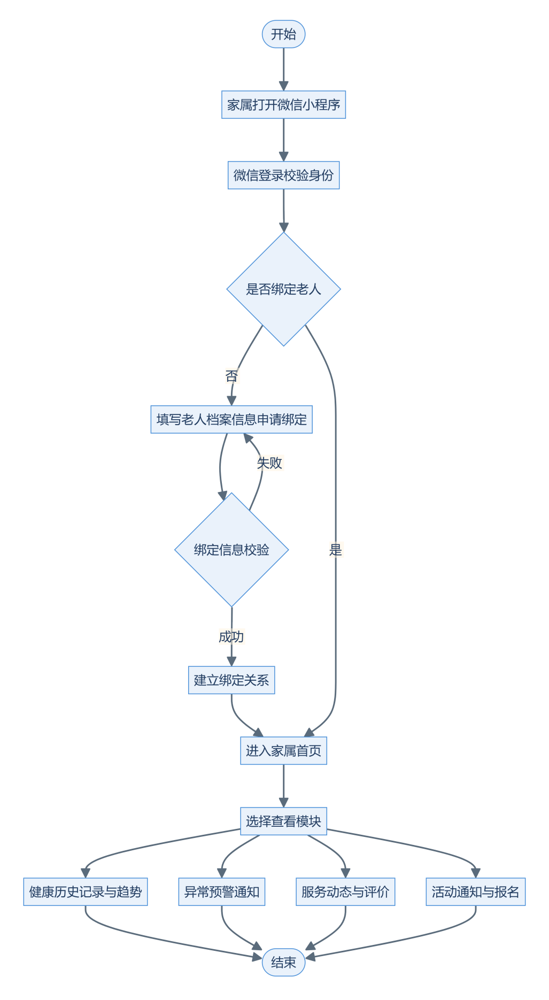 开始
家属打开微信小程序
微信登录校验身份
是否绑定老人
否
填写老人档案信息申请绑定
失败
绑定信息校验
是
成功
建立绑定关系
进入家属首页
选择查看模块
健康历史记录与趋势
异常预警通知
服务动态与评价
活动通知与报名
结束